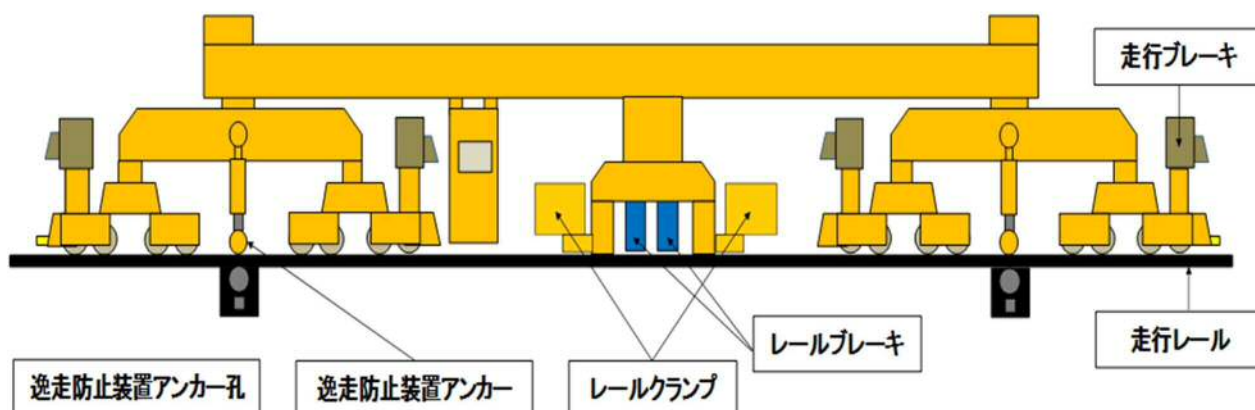 走行ブレーキ
レールブレーキ
走行レール
逸走防止装置アンカー孔
逸走防止装置アンカー
レールクランプ